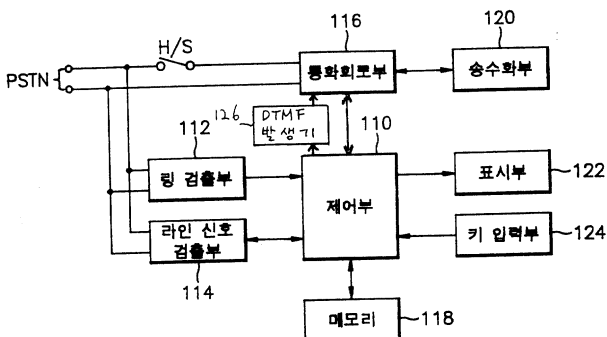 116
120
H/S
PSTN
통화회로부
송수화부
126
DTMF
발생기
112
110
링 검출부
제어부
표시부
122
라인 신호
검출부
키 입력부
124
114
메모리
118